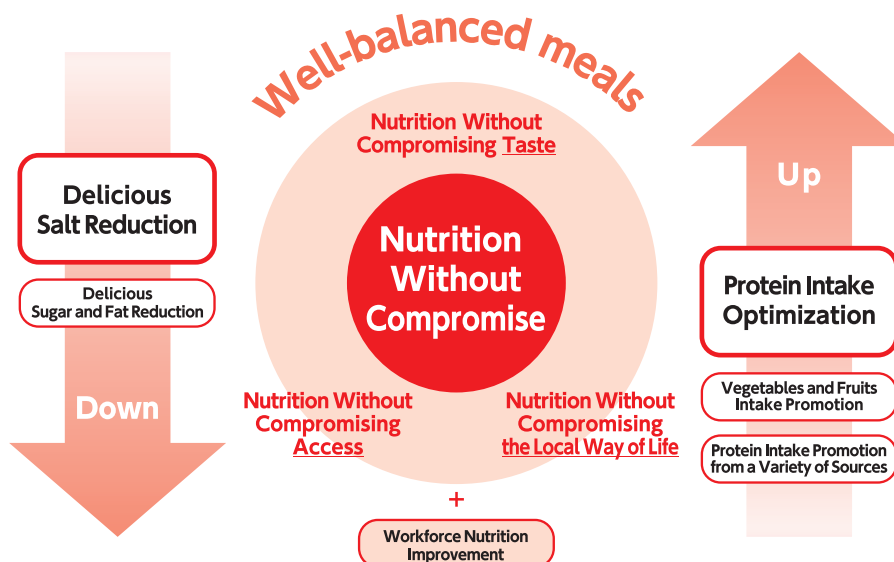 Well-balanced meals
Delicious
Salt Reduction
Delicious
Sugar and Fat Reduction
Down
Nutrition Without
Compromising Taste
Nutrition
Without
Compromise
Nutrition Without
Compromising
Access
Nutrition Without
Compromising
the Local Way of Life
+
Workforce Nutrition
Improvement
Up
Protein Intake
Optimization
Vegetables and Fruits
Intake Promotion
Protein Intake Promotion
from a Variety of Sources